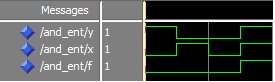 Messages
/and_ent/y 1
/and_ent/x 1
/and_ent/f 1